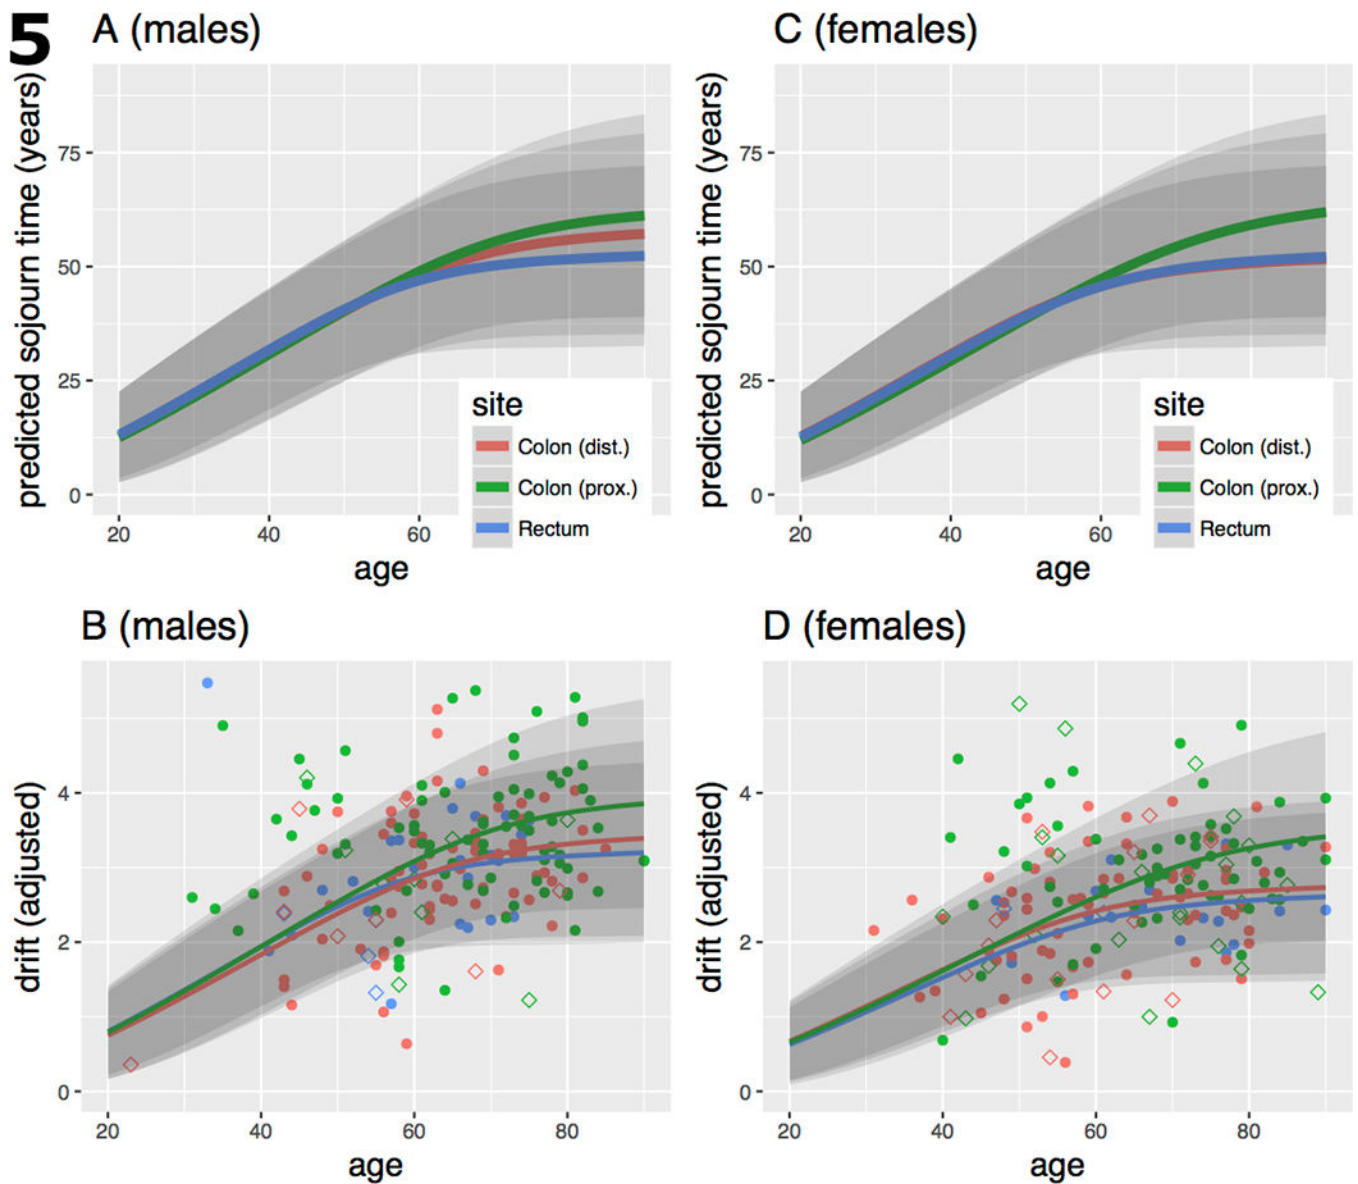 5
A (males)
predicted sojourn time (years)
75
50
25
0
site
Colon (dist.)
Colon (prox.)
Rectum
20 40 60
age
C (females)
predicted sojourn time (years)
75
50
25
0
site
Colon (dist.)
Colon (prox.)
Rectum
20 40 60
age
B (males)
drift (adjusted)
4
2
0
20 40 60 80
age
D (females)
drift (adjusted)
4
2
0
20 40 60 80
age